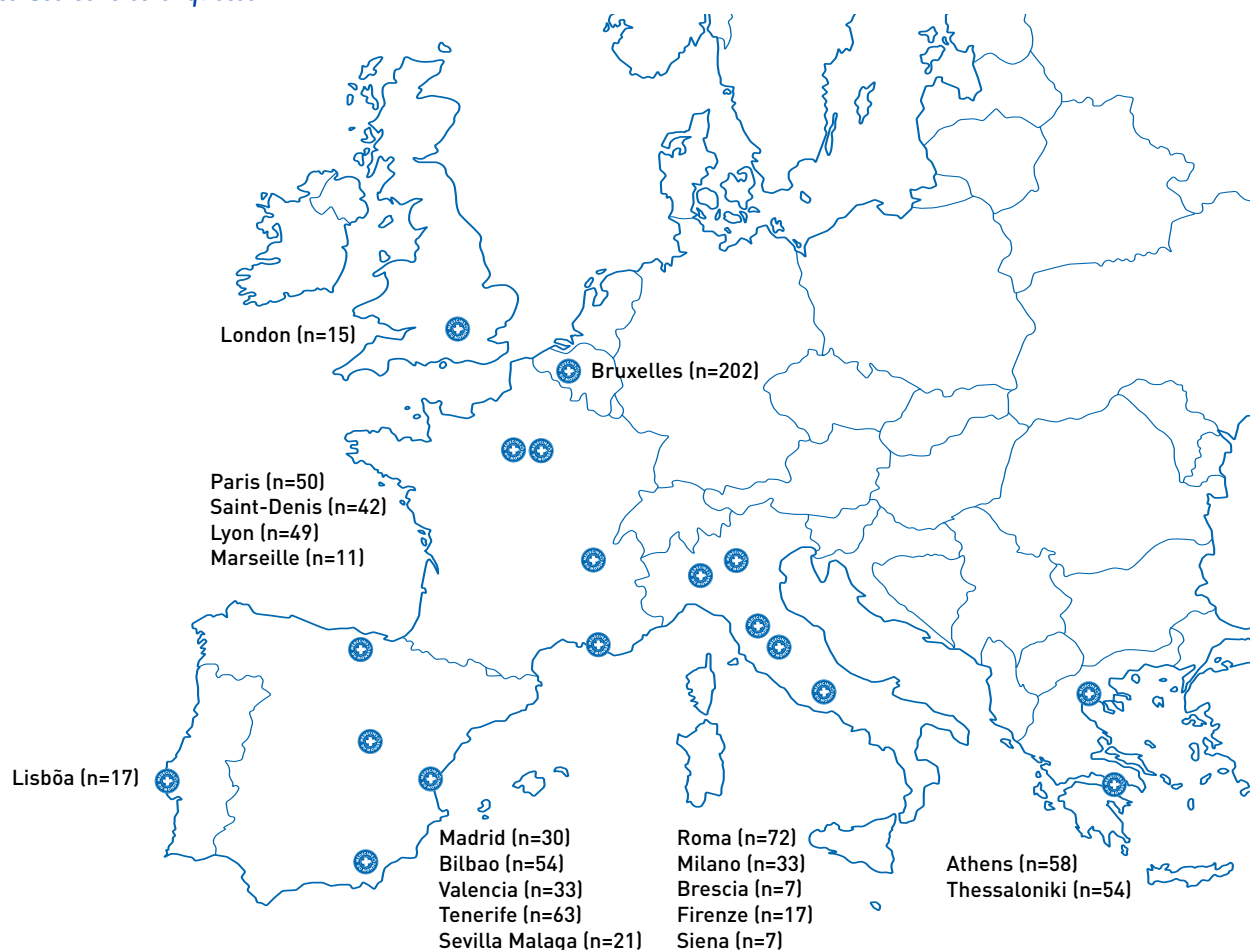 London (n=15)
Bruxelles (n=202)
Paris (n=50)
Saint-Denis (n=42)
Lyon (n=49)
Marseille (n=11)
Lisbõa (n=17)
Madrid (n=30)
Bilbao (n=54)
Valencia (n=33)
Tenerife (n=63)
Sevilla Malaga (n=21)
Roma (n=72)
Milano (n=33)
Brescia (n=7)
Firenze (n=17)
Siena (n=7)
Athens (n=58)
Thessaloniki (n=54)